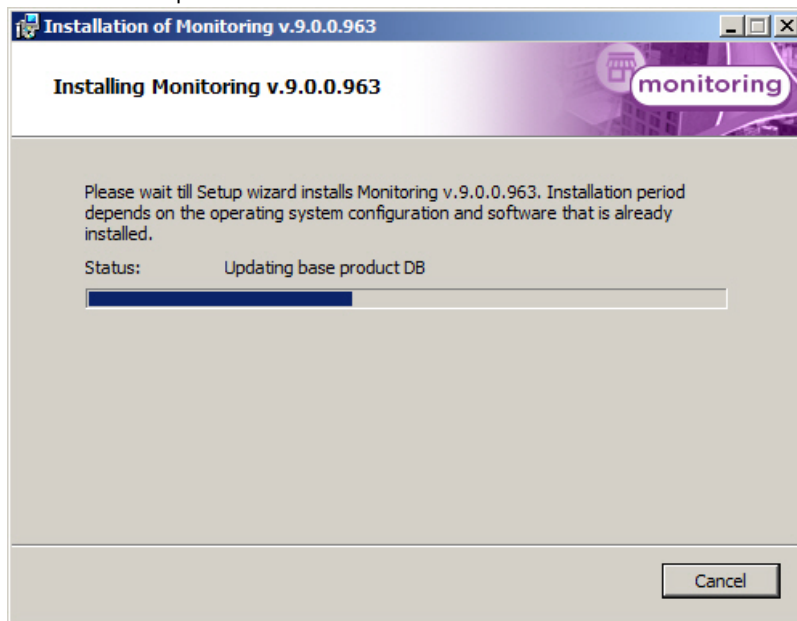 Installation of Monitoring v.9.0.0.963
Installing Monitoring v.9.0.0.963
monitoring
Please wait till Setup wizard installs Monitoring v.9.0.0.963. Installation period
depends on the operating system configuration and software that is already
installed.
Status: Updating base product DB
Cancel